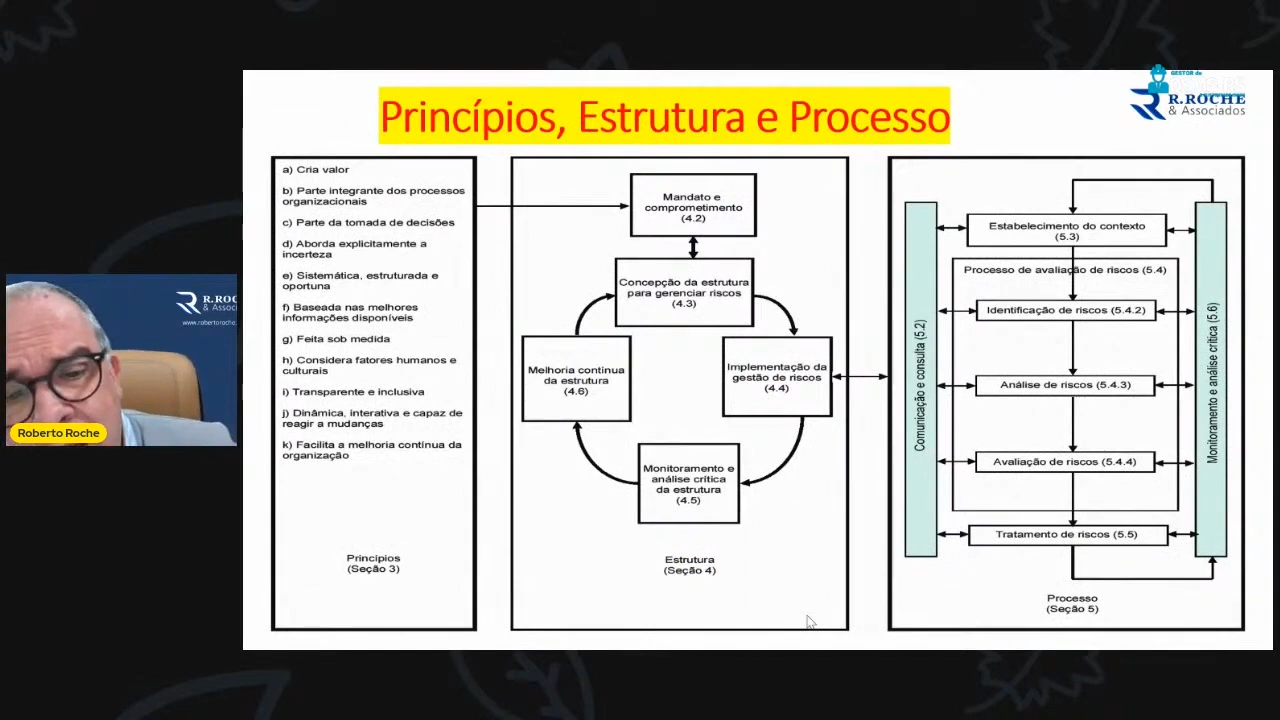 GESTOR de
R.ROCHE
& Associados
Princípios, Estrutura e Processo
a) Cria valor
b) Parte integrante dos processos
organizacionais
c) Parte da tomada de decisões
d) Aborda explicitamente a
incerteza
e) Sistemática, estruturada e
oportuna
f) Baseada nas melhores
informações disponíveis
g) Feita sob medida
h) Considera fatores humanos e
culturais
i) Transparente e inclusiva
j) Dinâmica, interativa e capaz de
reagir a mudanças
k) Facilita a melhoria contínua da
organização
Princípios
(Seção 3)
Mandato e
comprometimento
(4.2)
Concepção da estrutura
para gerenciar riscos
(4.3)
Melhoria contínua
da estrutura
(4.6)
Implementação da
gestão de riscos
(4.4)
Monitoramento e
análise crítica
da estrutura
(4.5)
Estrutura
(Seção 4)
Comunicação e consulta (5.2)
Estabelecimento do contexto
(5.3)
Processo de avaliação de riscos (5.4)
Identificação de riscos (5.4.2)
Análise de riscos (5.4.3)
Avaliação de riscos (5.4.4)
Tratamento de riscos (5.5)
Monitoramento e análise crítica (5.6)
Processo
(Seção 5)
R.ROC
& Associa
www.robertoroche.
Roberto Roche